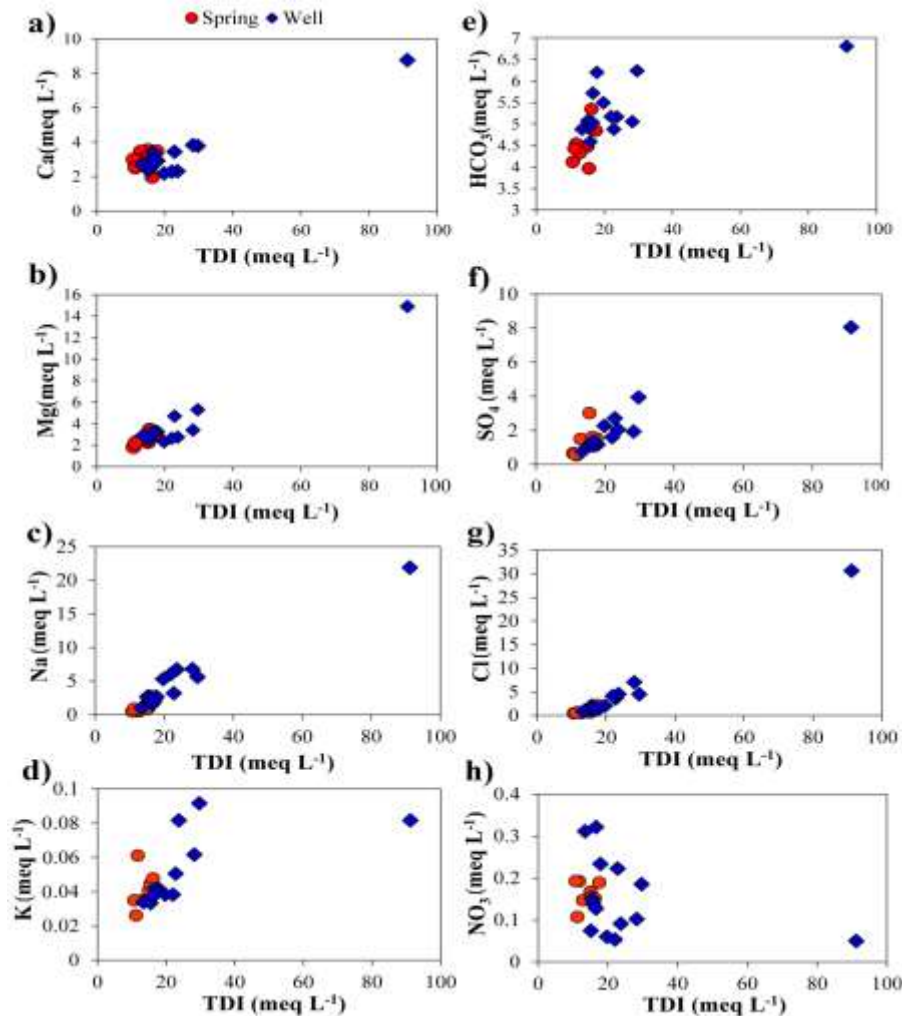 Spring Well
a)
Ca(meq L-1)
10
8
6
4
2
0
0 20 40 60 80 100
TDI (meq L-1)
b)
Mg(meq L-1)
16
14
12
10
8
6
4
2
0
0 20 40 60 80 100
TDI (meq L-1)
c)
Na(meq L-1)
25
20
15
10
5
0
0 20 40 60 80 100
TDI (meq L-1)
d)
K(meq L-1)
0.1
0.08
0.06
0.04
0.02
0
0 20 40 60 80 100
TDI (meq L-1)
e)
HCO3(meq L-1)
7
6.5
6
5.5
5
4.5
4
3.5
3
0 20 40 60 80 100
TDI (meq L-1)
f)
SO4(meq L-1)
10
8
6
4
2
0
0 20 40 60 80 100
TDI (meq L-1)
g)
Cl(meq L-1)
35
30
25
20
15
10
5
0
0 20 40 60 80 100
TDI (meq L-1)
h)
NO3(meq L-1)
0.4
0.3
0.2
0.1
0
0 20 40 60 80 100
TDI (meq L-1)